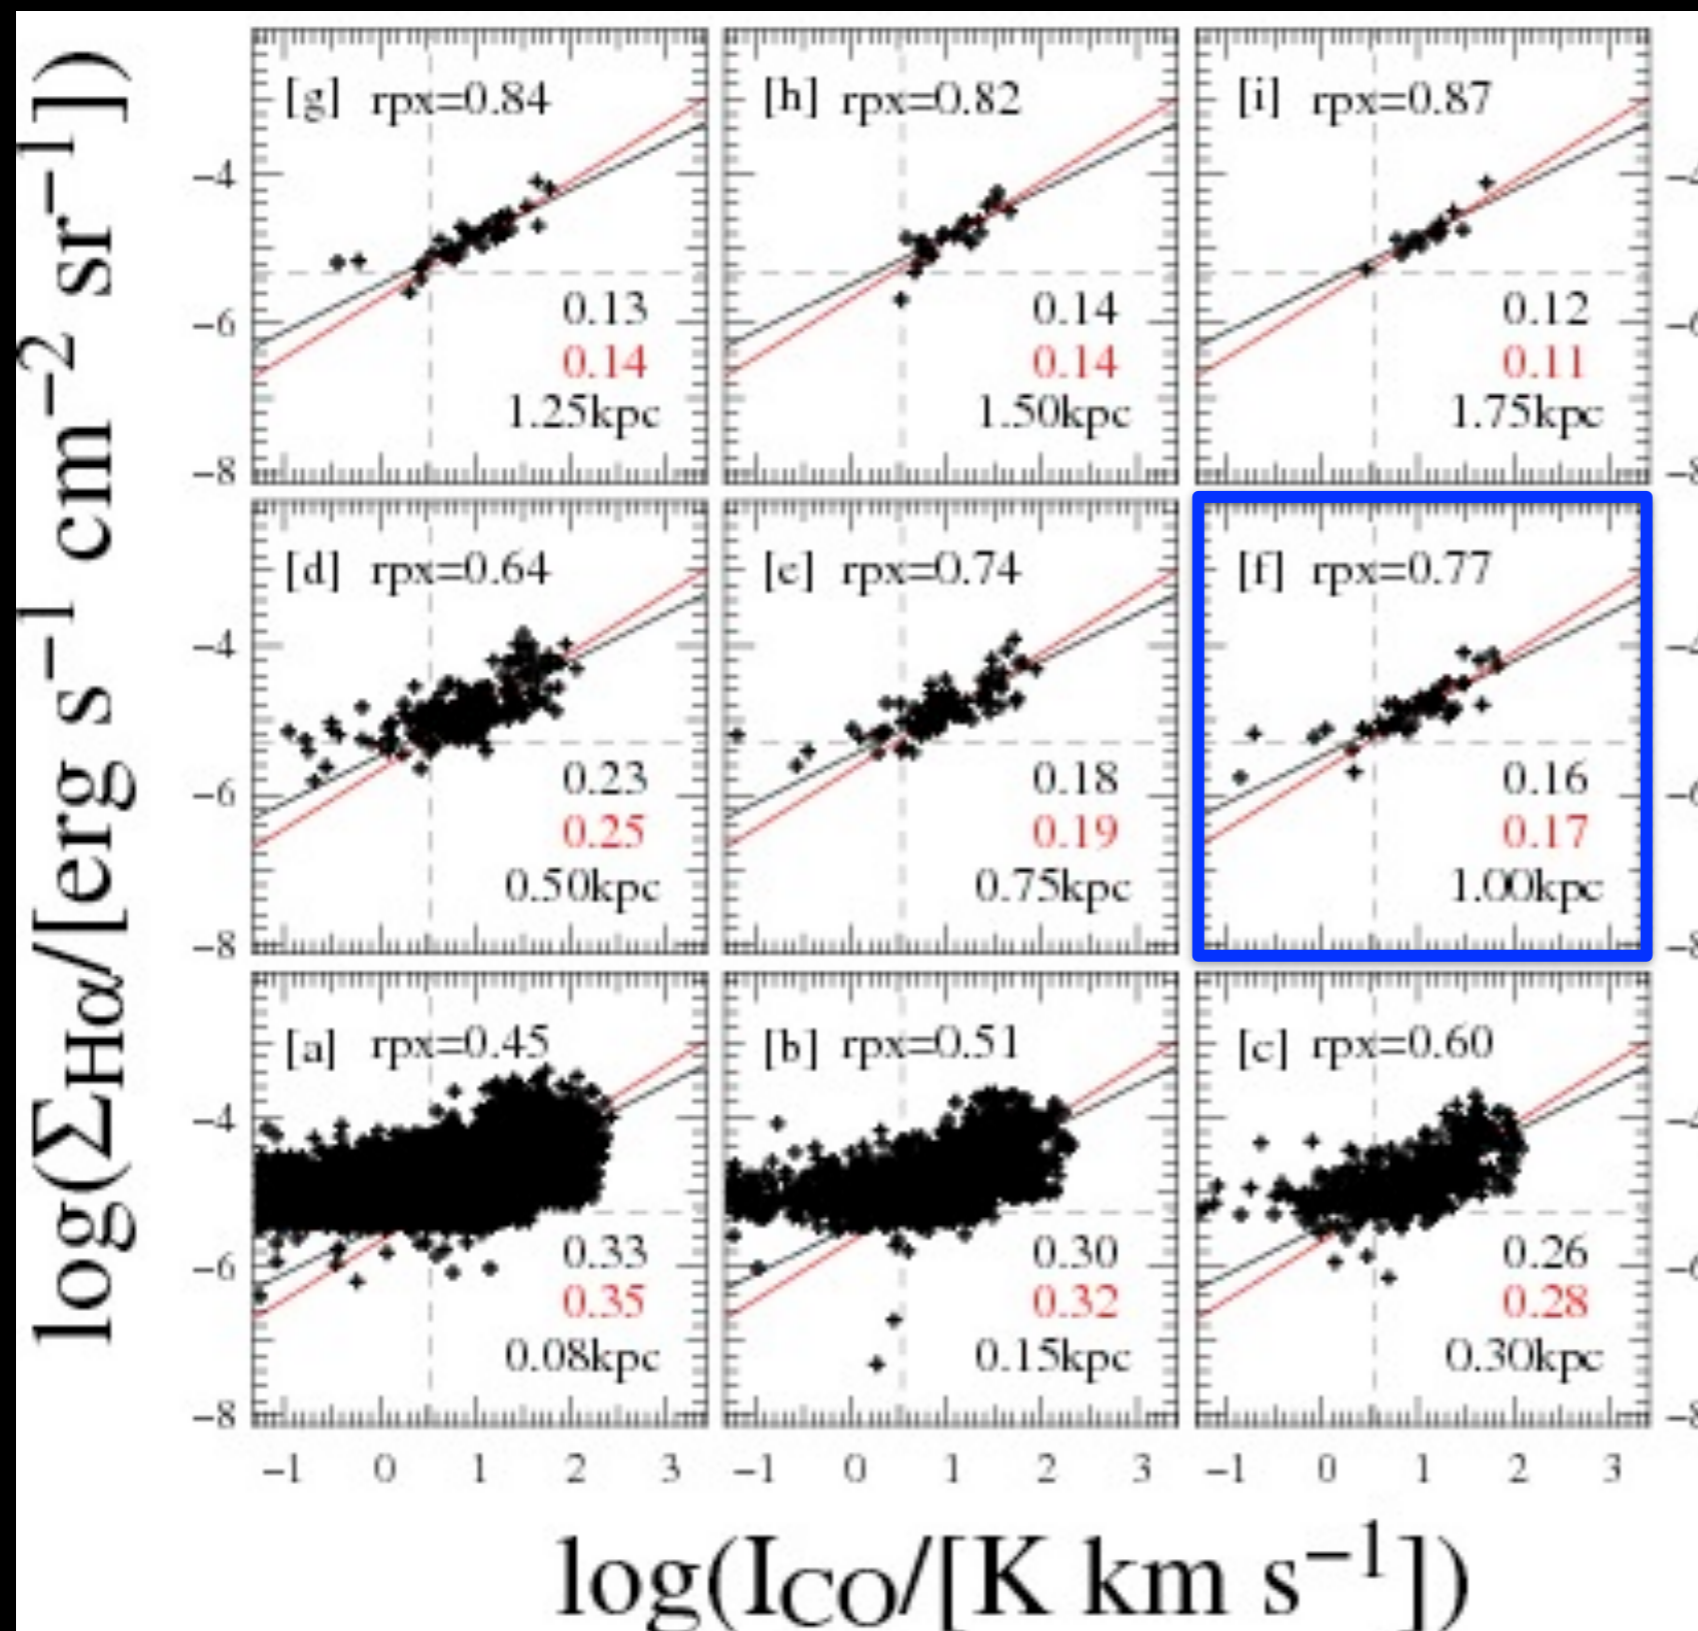 log(ΣHα/[erg s−1 cm−2 sr−1])
[g] rpx=0.84
−4
0.13
−6
0.14
1.25kpc
−8
[h] rpx=0.82
0.14
0.14
1.50kpc
[i] rpx=0.87
0.12
0.11
1.75kpc
[d] rpx=0.64
−4
0.23
−6
0.25
0.50kpc
−8
[e] rpx=0.74
0.18
0.19
0.75kpc
[f] rpx=0.77
0.16
0.17
1.00kpc
[a] rpx=0.45
−4
0.33
−6
0.35
0.08kpc
−8
[b] rpx=0.51
0.30
0.32
0.15kpc
[c] rpx=0.60
0.26
0.28
0.30kpc
−1 0 1 2 3 −1 0 1 2 3 −1 0 1 2 3
log(ICO/[K km s−1])